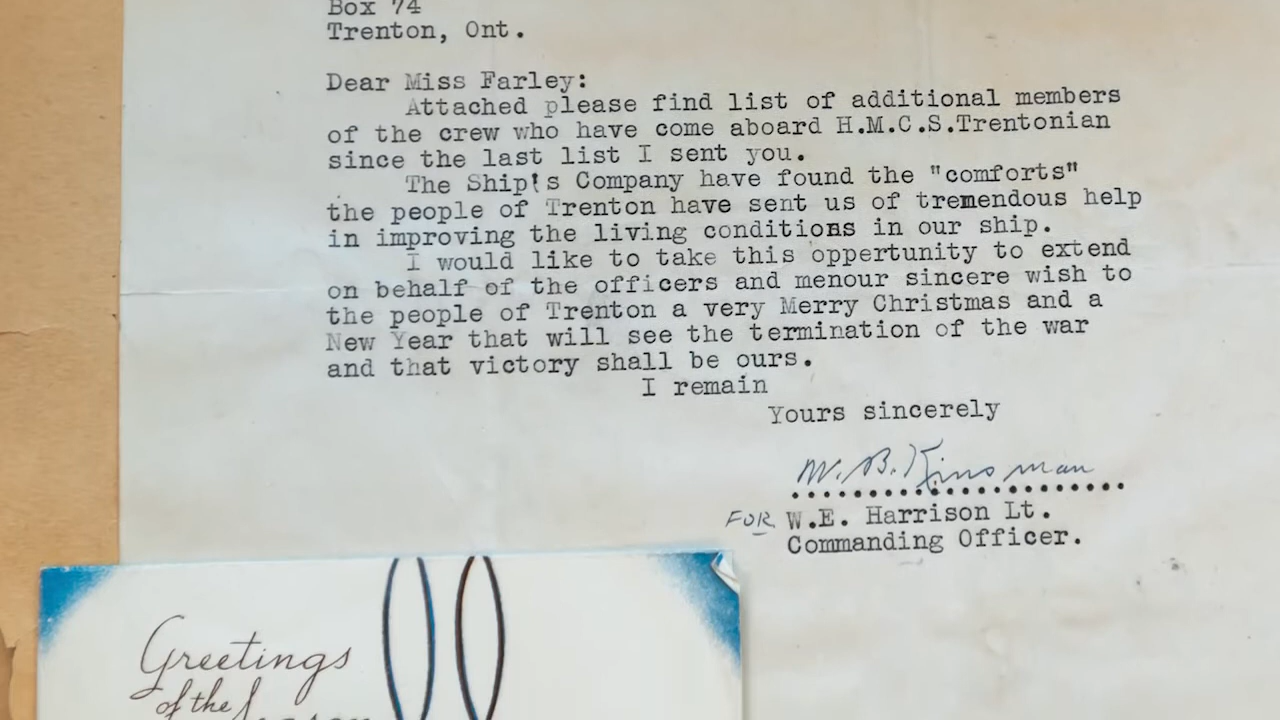 Box 74
Trenton, Ont.
Dear Miss Farley:
Attached please find list of additional members
of the crew who have come aboard H.M.C.S.Trentonian
since the last list I sent you.
The Ship's Company have found the "comforts"
the people of Trenton have sent us of tremendous help
in improving the living conditions in our ship.
I would like to take this opportunity to extend
on behalf of the officers and menour sincere wish to
the people of Trenton a very Merry Christmas and a
New Year that will see the termination of the war
and that victory shall be ours.
I remain
Yours sincerely
W. B. Kinsman
FOR W.E. Harrison Lt.
Commanding Officer.
Greetings
of the Season